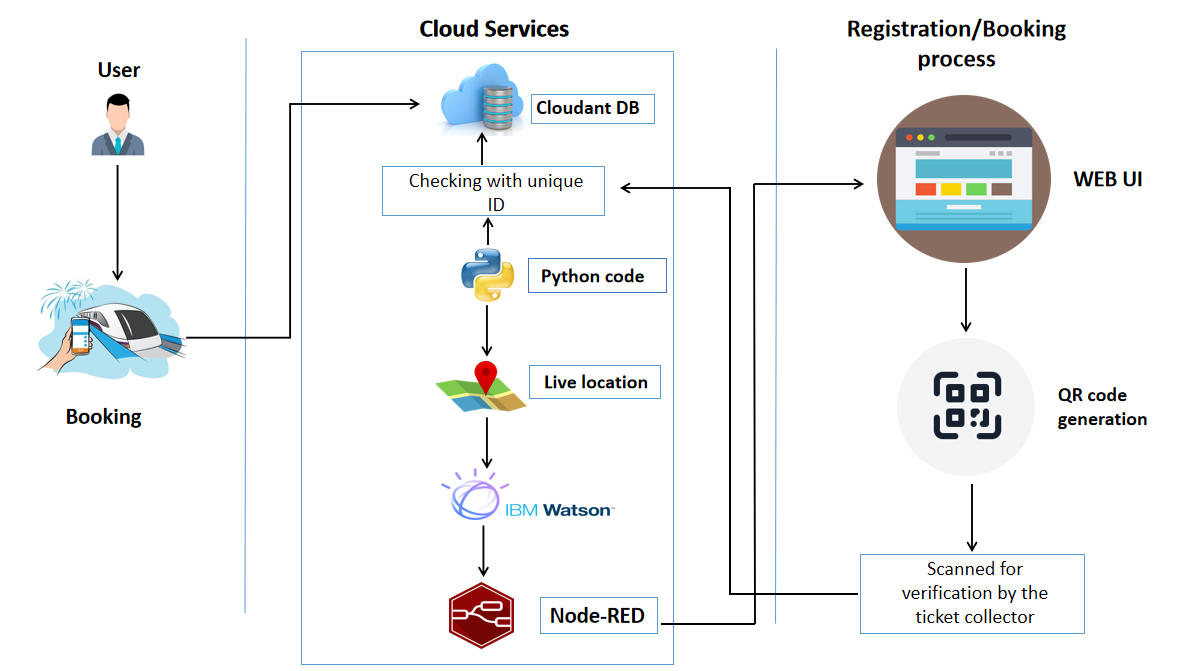 User
Booking
Cloud Services
Cloudant DB
Checking with unique
ID
Python code
Live location
IBM Watson™
Node-RED
Registration/Booking
process
WEB UI
QR code
generation
Scanned for
verification by the
ticket collector